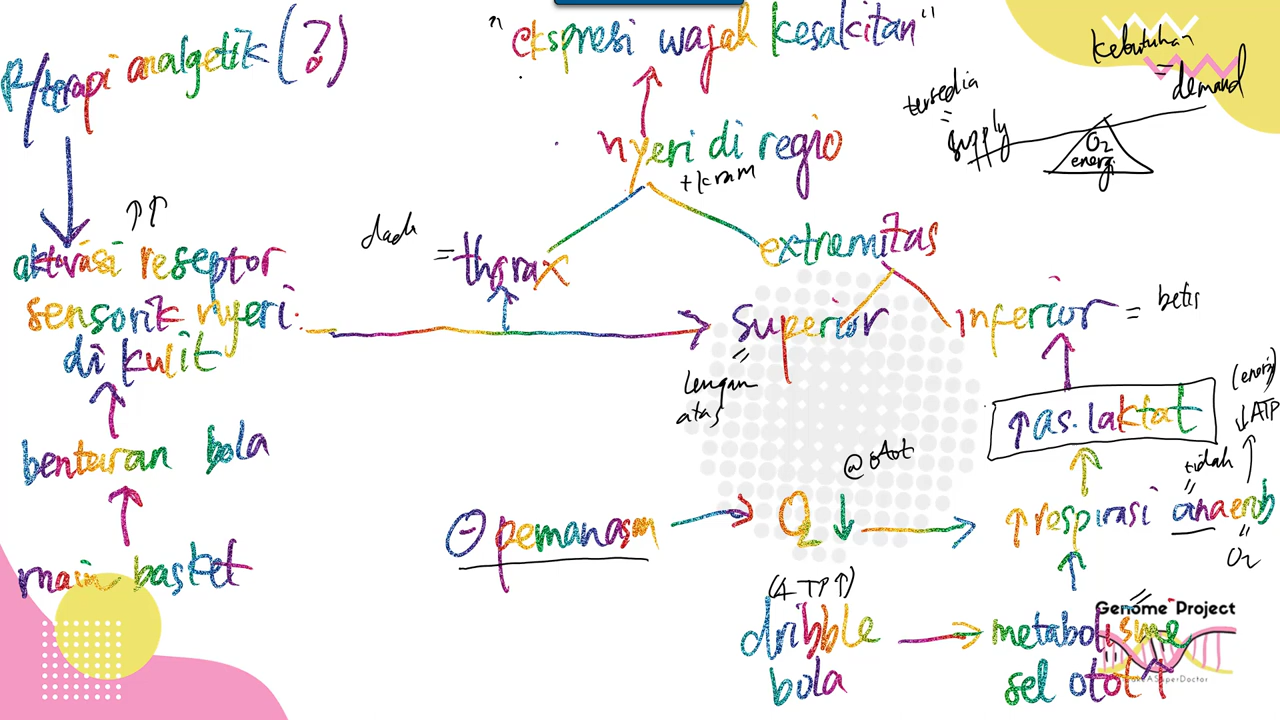 R/terapi analgetik (?)
"ekspresi wajah kesakitan"
kebutuhan
=
demand
tersedia
=
supply
O2
energi
nyeri di regio
+ kram
↑↑
aktivasi reseptor
sensorik nyeri
di kulit
dada
= thorax
extremitas
superior
=
lengan
atas
inferior = betis
↑ as. laktat
(energi)
↓ATP
benturan bola
@ otot
tidak
=
⊖ pemanasan
O2 ↓
↑ respirasi anaerob
=
O2
main basket
(ATP↑)
dribble
bola
metabolisme
sel otot ↑
Genome Project